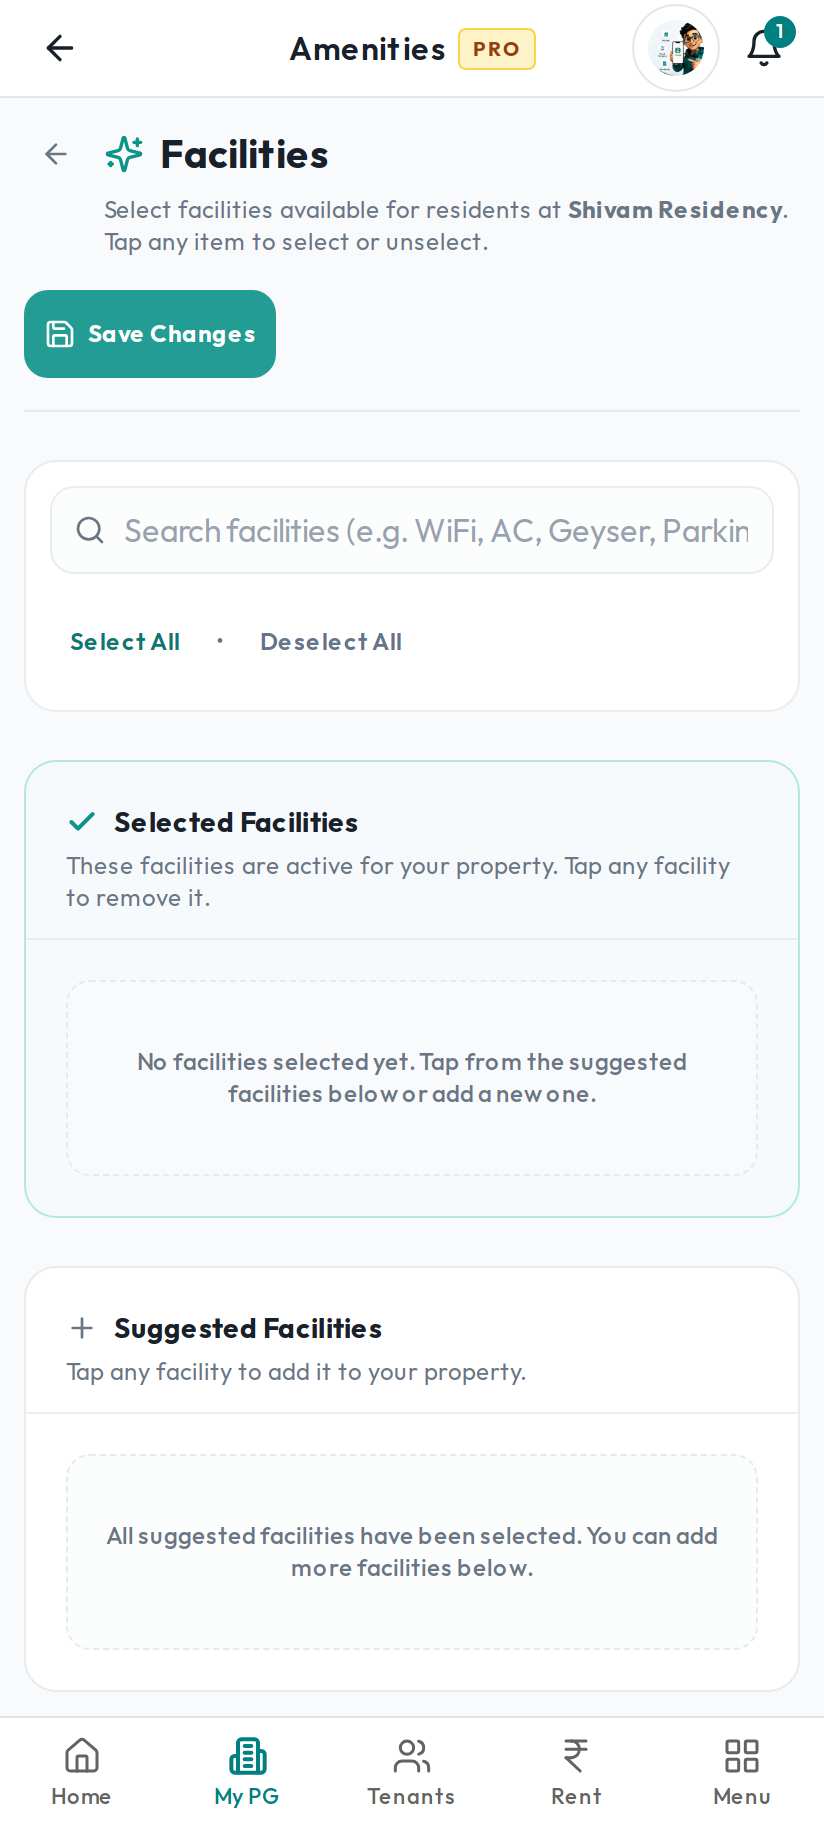 Amenities PRO
1
Facilities
Select facilities available for residents at Shivam Residency.
Tap any item to select or unselect.
Save Changes
Search facilities (e.g. WiFi, AC, Geyser, Parkin
Select All • Deselect All
Selected Facilities
These facilities are active for your property. Tap any facility
to remove it.
No facilities selected yet. Tap from the suggested
facilities below or add a new one.
Suggested Facilities
Tap any facility to add it to your property.
All suggested facilities have been selected. You can add
more facilities below.
Home My PG Tenants Rent Menu